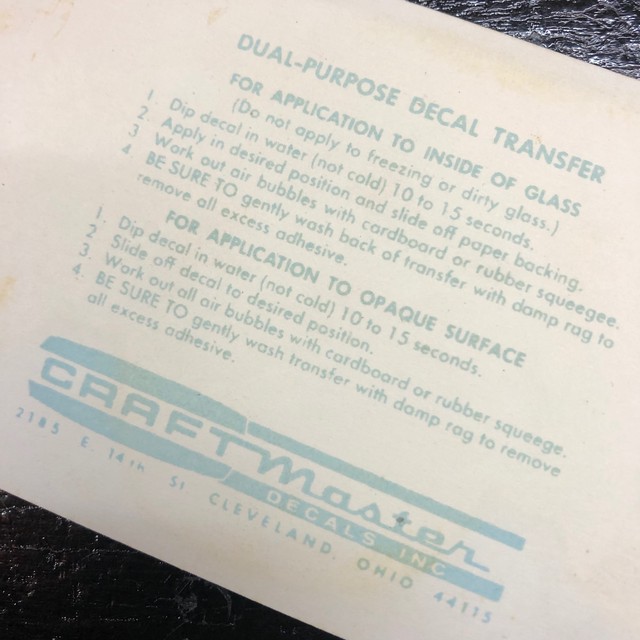 DUAL-PURPOSE DECAL TRANSFER
FOR APPLICATION TO INSIDE OF GLASS
(Do not apply to freezing or dirty glass.)
1. Dip decal in water (not cold) 10 to 15 seconds.
2. Apply in desired position and slide off paper backing.
3. Work out air bubbles with cardboard or rubber squeegee.
4. BE SURE TO gently wash back of transfer with damp rag to
remove all excess adhesive.
FOR APPLICATION TO OPAQUE SURFACE
1. Dip decal in water (not cold) 10 to 15 seconds.
2. Slide off decal to desired position.
3. Work out all air bubbles with cardboard or rubber squeege.
4. BE SURE TO gently wash transfer with damp rag to remove
all excess adhesive.
CRAFTMaster
DECALS INC
2185 E. 14th St CLEVELAND, OHIO 44115